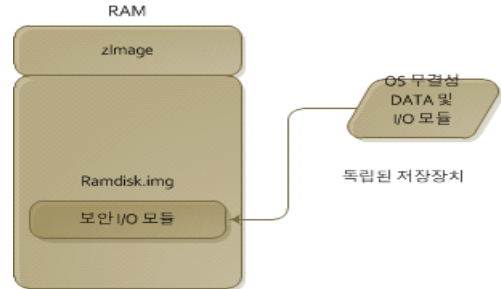 RAM
zImage
Ramdisk.img
보안 I/O 모듈
OS 무결성
DATA 및
I/O 모듈
독립된 저장장치